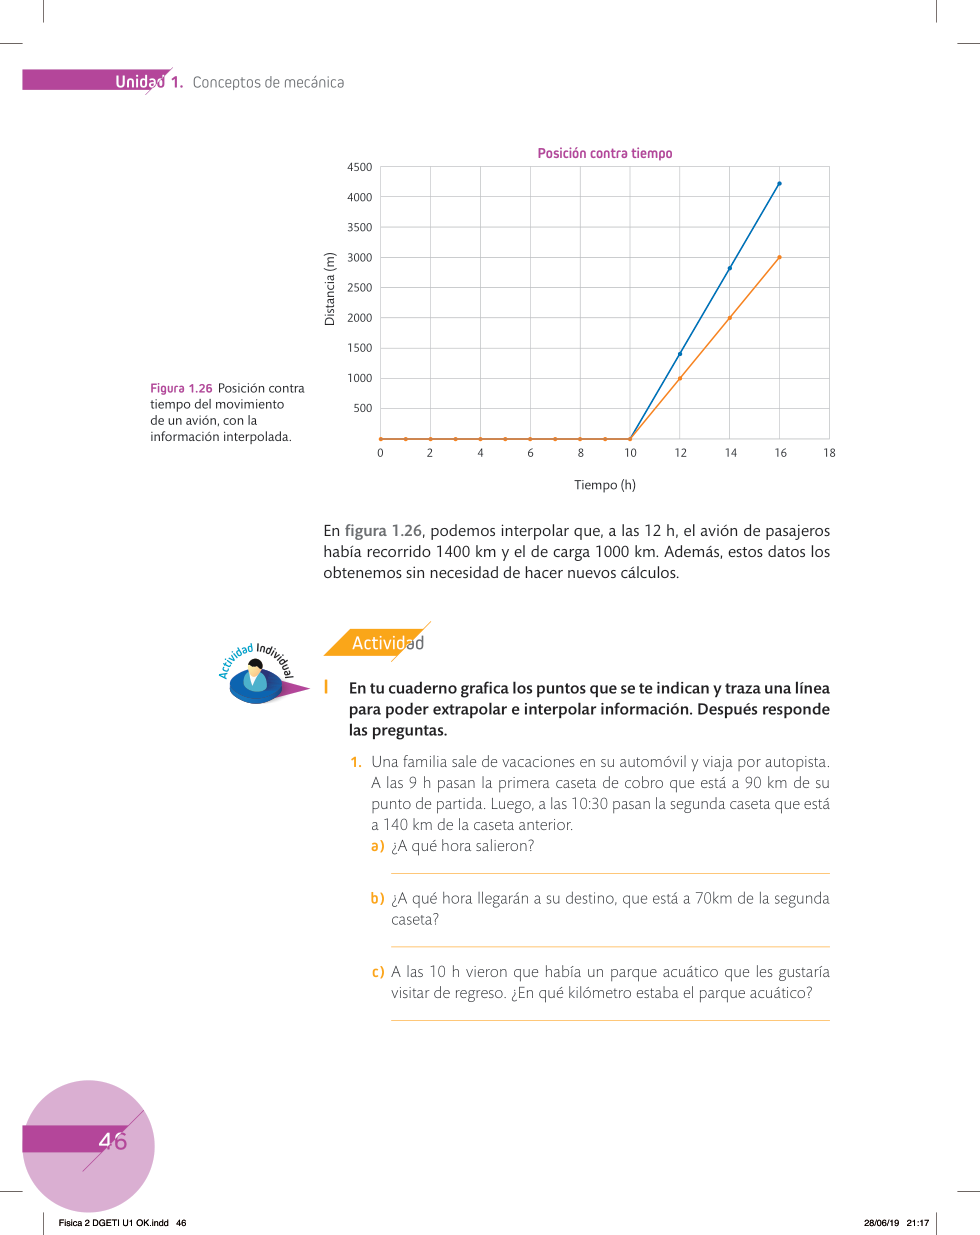 Unidad 1. Conceptos de mecánica
Posición contra tiempo
4500
4000
3500
3000
2500
2000
1500
1000
500
Distancia (m)
0 2 4 6 8 10 12 14 16 18
Tiempo (h)
Figura 1.26 Posición contra
tiempo del movimiento
de un avión, con la
información interpolada.
En figura 1.26, podemos interpolar que, a las 12 h, el avión de pasajeros
había recorrido 1400 km y el de carga 1000 km. Además, estos datos los
obtenemos sin necesidad de hacer nuevos cálculos.
Actividad
Actividad Individual
I En tu cuaderno grafica los puntos que se te indican y traza una línea
para poder extrapolar e interpolar información. Después responde
las preguntas.
1. Una familia sale de vacaciones en su automóvil y viaja por autopista.
A las 9 h pasan la primera caseta de cobro que está a 90 km de su
punto de partida. Luego, a las 10:30 pasan la segunda caseta que está
a 140 km de la caseta anterior.
a) ¿A qué hora salieron?
b) ¿A qué hora llegarán a su destino, que está a 70km de la segunda
caseta?
c) A las 10 h vieron que había un parque acuático que les gustaría
visitar de regreso. ¿En qué kilómetro estaba el parque acuático?
46
Fisica 2 DGETI U1 OK.indd 46
28/06/19 21:17